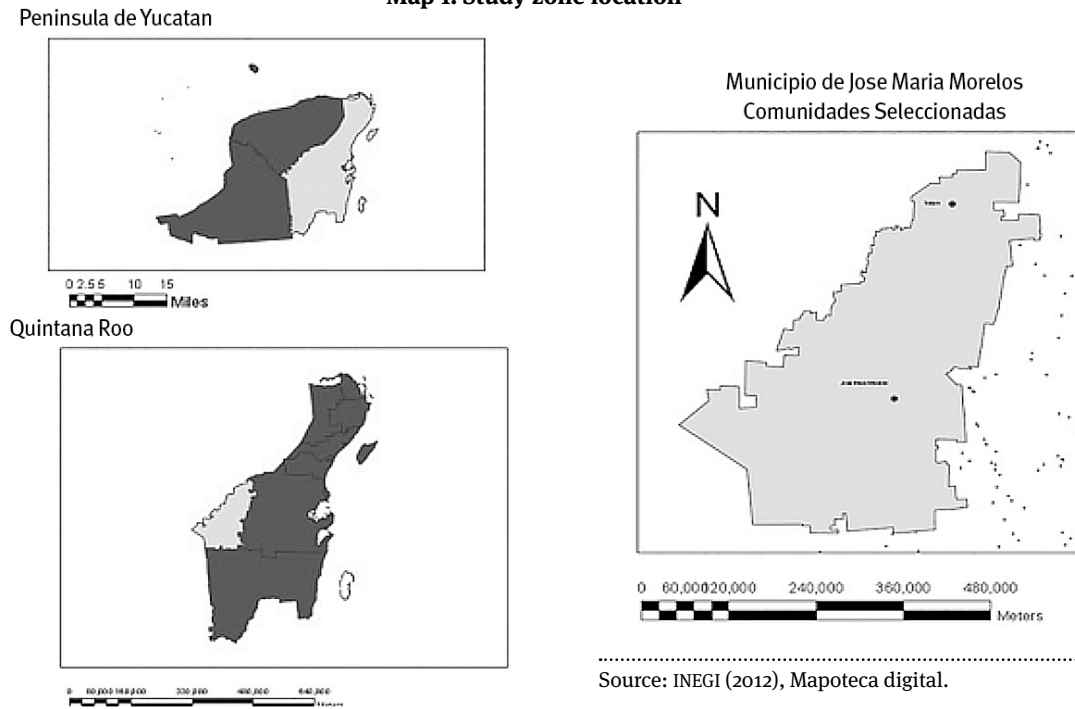 Map 1. Study zone location
Peninsula de Yucatan
0 2.5 5 10 15
Miles
Quintana Roo
Municipio de Jose Maria Morelos
Comunidades Seleccionadas
N
0 60,000 120,000 240,000 360,000 480,000
Meters
Source: INEGI (2012), Mapoteca digital.